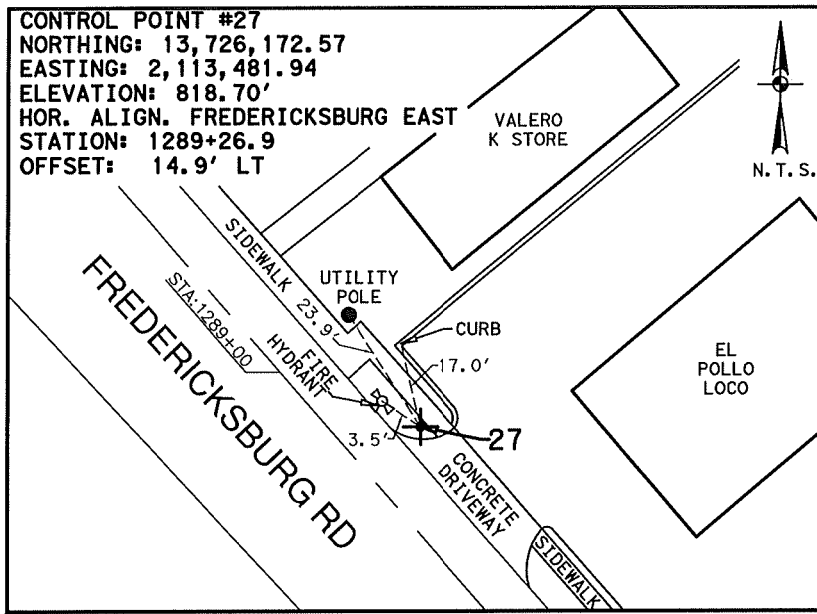 CONTROL POINT #27
NORTHING: 13,726,172.57
EASTING: 2,113,481.94
ELEVATION: 818.70'
HOR. ALIGN. FREDERICKSBURG EAST
STATION: 1289+26.9
OFFSET: 14.9' LT
VALERO
K STORE
N.T.S.
SIDEWALK
23.9'
UTILITY
POLE
FREDERICKSBURG RD
STA:1289+00
FIRE
HYDRANT
CURB
17.0'
EL
POLLO
LOCO
3.5'
27
CONCRETE
DRIVEWAY
SIDEWALK